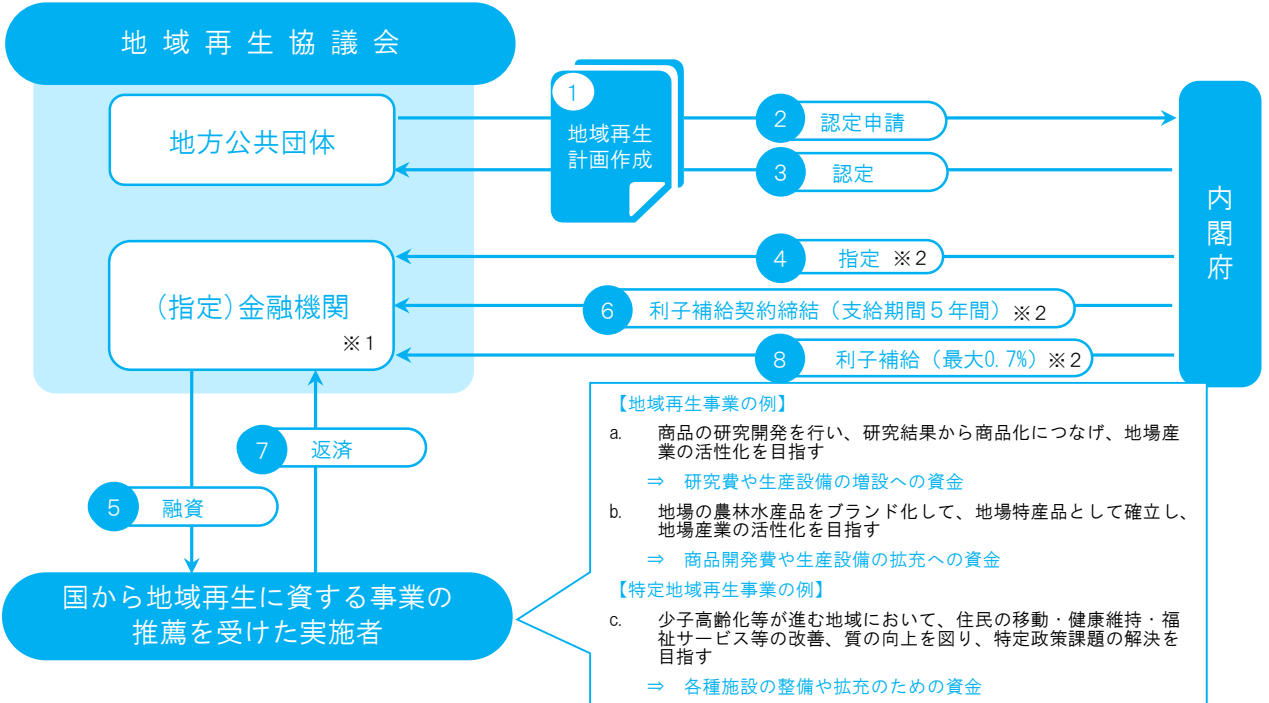 地域再生協議会
地方公共団体
1
地域再生
計画作成
2 認定申請
3 認定
内閣府
(指定)金融機関
※1
4 指定 ※2
6 利子補給契約締結（支給期間５年間）※2
8 利子補給（最大0.7%）※2
7 返済
5 融資
国から地域再生に資する事業の
推薦を受けた実施者
【地域再生事業の例】
a. 商品の研究開発を行い、研究結果から商品化につなげ、地場産
業の活性化を目指す
⇒ 研究費や生産設備の増設への資金
b. 地場の農林水産品をブランド化して、地場特産品として確立し、
地場産業の活性化を目指す
⇒ 商品開発費や生産設備の拡充への資金
【特定地域再生事業の例】
c. 少子高齢化等が進む地域において、住民の移動・健康維持・福
祉サービス等の改善、質の向上を図り、特定政策課題の解決を
目指す
⇒ 各種施設の整備や拡充のための資金